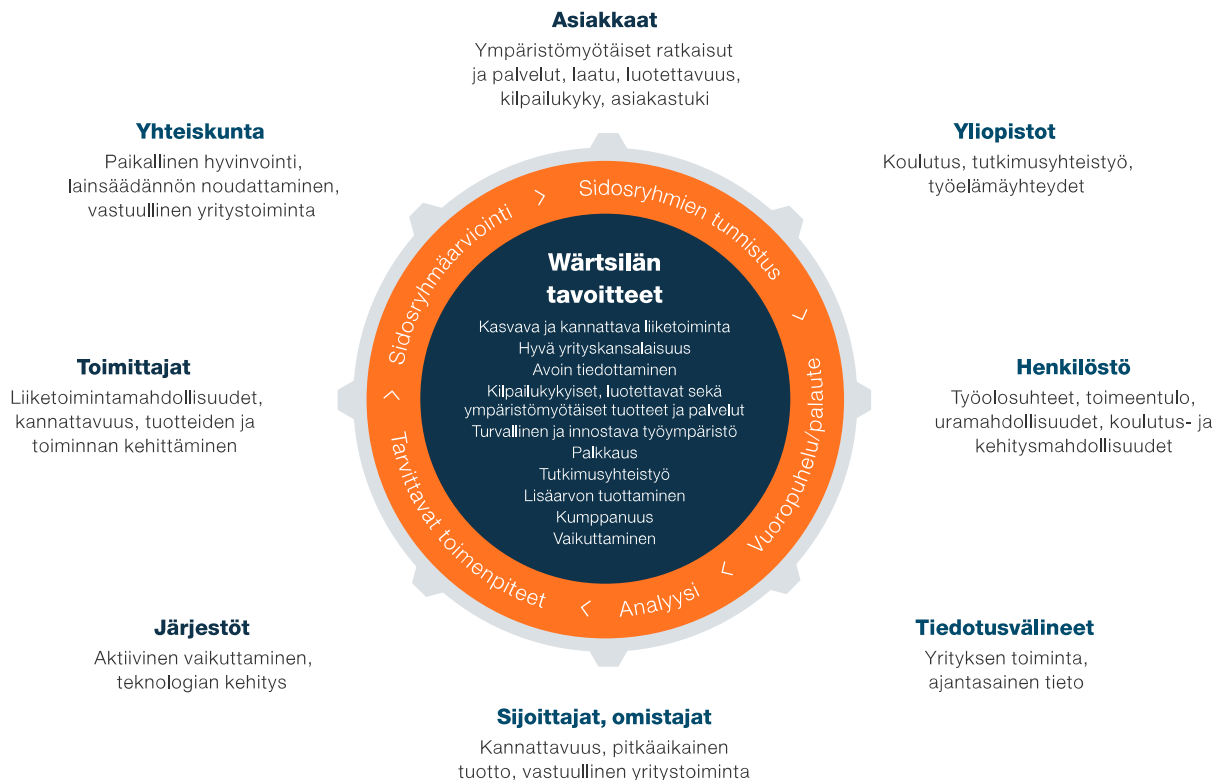 Asiakkaat
Ympäristömyötäiset ratkaisut
ja palvelut, laatu, luotettavuus,
kilpailukyky, asiakastuki
Yhteiskunta
Paikallinen hyvinvointi,
lainsäädännön noudattaminen,
vastuullinen yritystoiminta
Yliopistot
Koulutus, tutkimusyhteistyö,
työelämäyhteydet
Sidosryhmäarviointi
Sidosryhmien tunnistus
Vuoropuhelu/palaute
Analyysi
Tarvittavat toimenpiteet
Wärtsilän
tavoitteet
Kasvava ja kannattava liiketoiminta
Hyvä yrityskansalaisuus
Avoin tiedottaminen
Kilpailukykyiset, luotettavat sekä
ympäristömyötäiset tuotteet ja palvelut
Turvallinen ja innostava työympäristö
Palkkaus
Tutkimusyhteistyö
Lisäarvon tuottaminen
Kumppanuus
Vaikuttaminen
Toimittajat
Liiketoimintamahdollisuudet,
kannattavuus, tuotteiden ja
toiminnan kehittäminen
Henkilöstö
Työolosuhteet, toimeentulo,
uramahdollisuudet, koulutus- ja
kehitysmahdollisuudet
Järjestöt
Aktiivinen vaikuttaminen,
teknologian kehitys
Tiedotusvälineet
Yrityksen toiminta,
ajantasainen tieto
Sijoittajat, omistajat
Kannattavuus, pitkäaikainen
tuotto, vastuullinen yritystoiminta